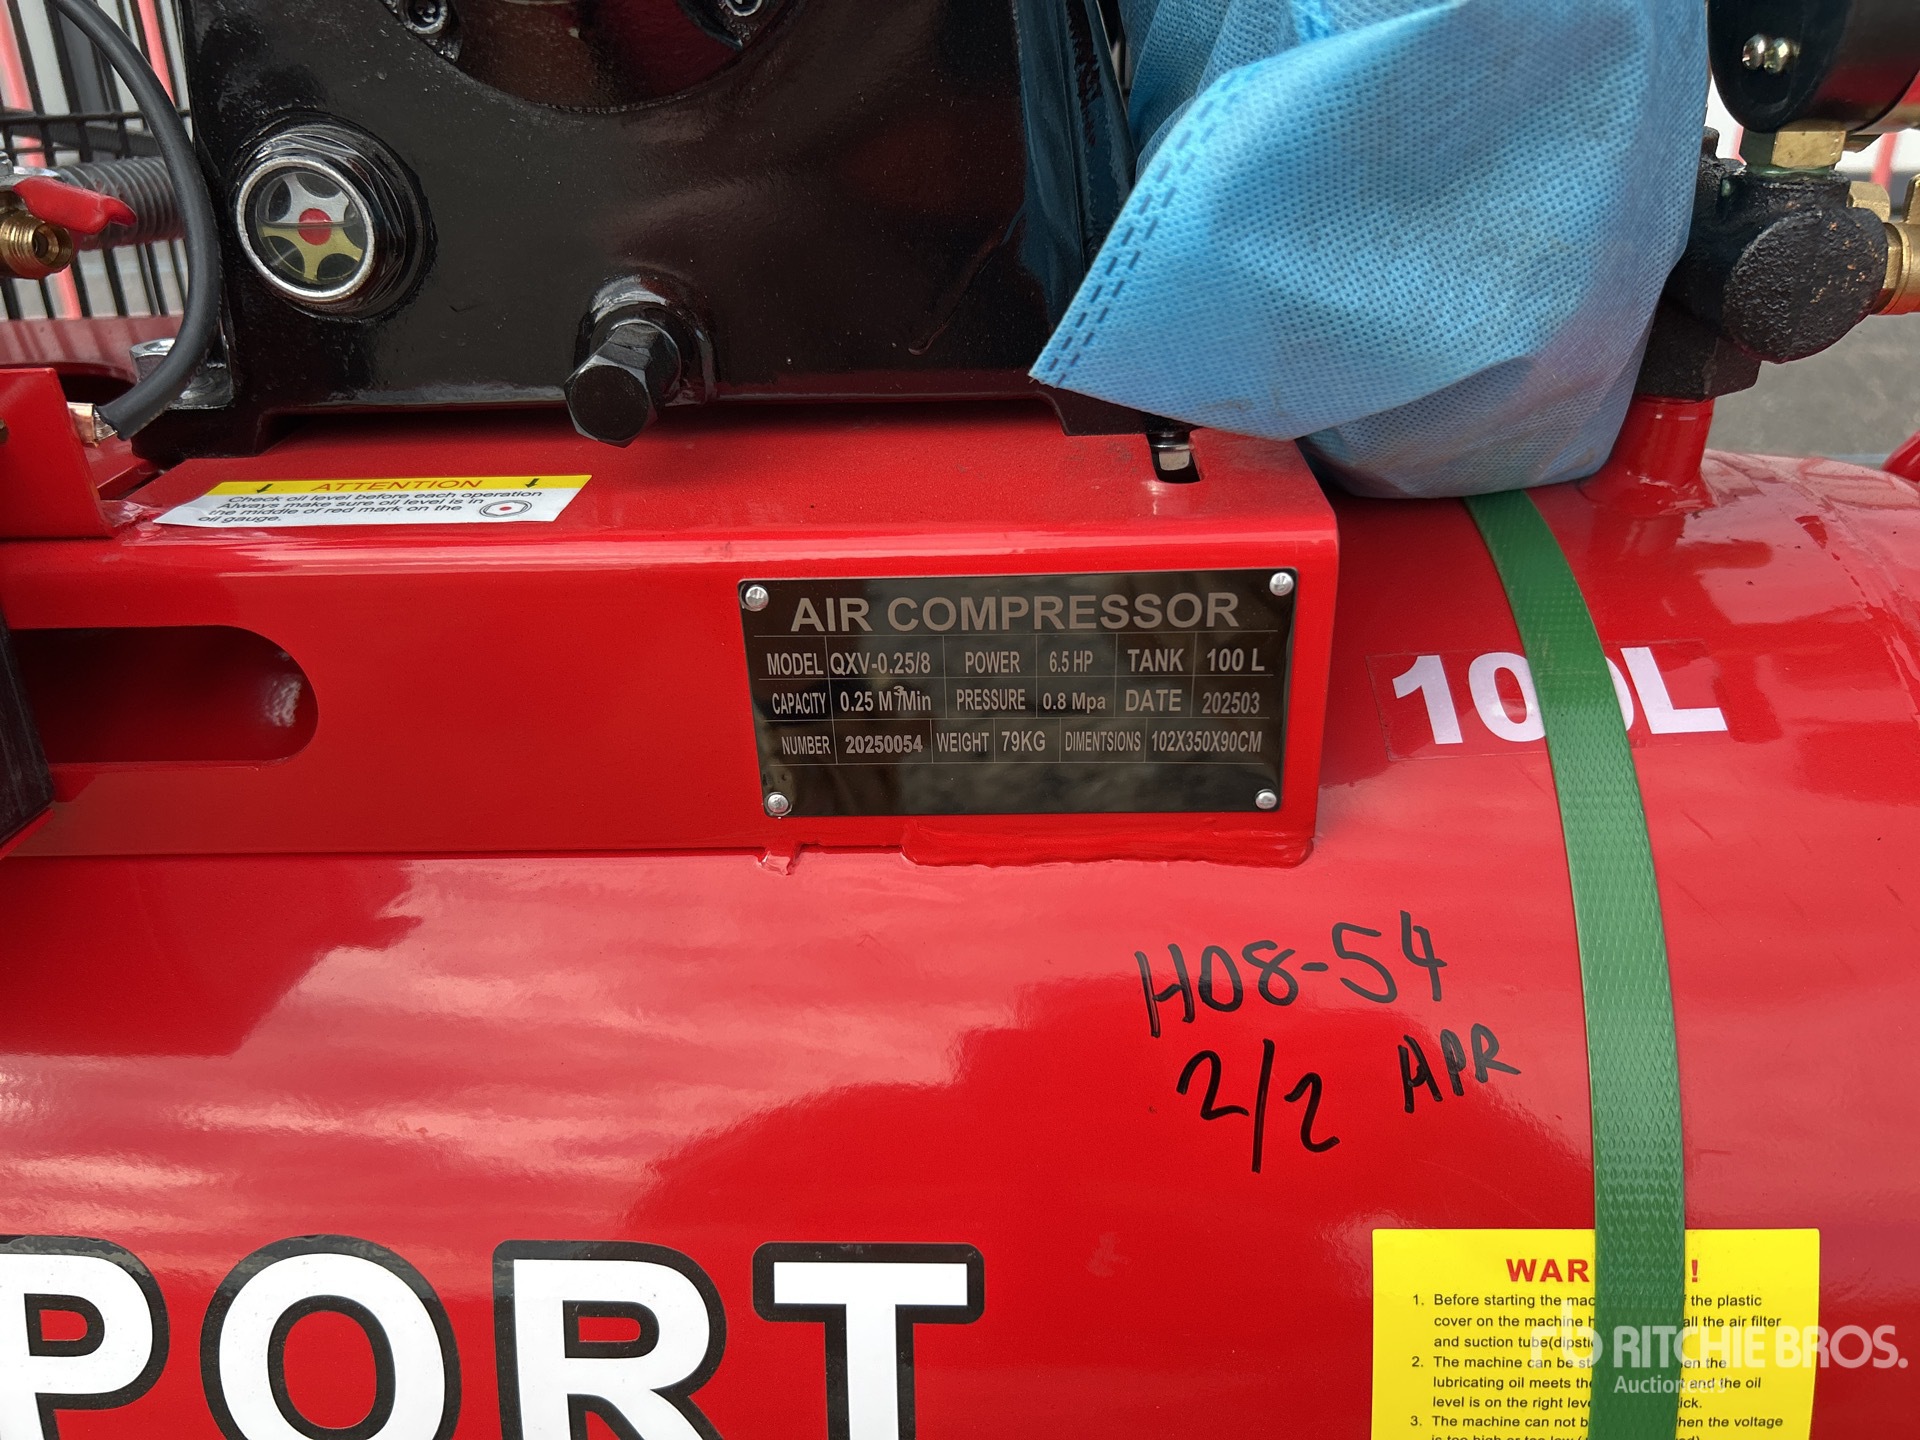 ATTENTION
Check oil level before each operation
Always make sure oil level is in
the middle of red mark on the
oil gauge.
AIR COMPRESSOR
MODEL QXV-0.25/8 POWER 6.5 HP TANK 100 L
CAPACITY 0.25 M³/Min PRESSURE 0.8 Mpa DATE 202503
NUMBER 20250054 WEIGHT 79KG DIMENTSIONS 102X350X90CM
100L
H08-54
2/2 APR
PORT
WAR !
1. Before starting the mac the plastic
cover on the machine h all the air filter
and suction tube(dipsti
2. The machine can be st en the
lubricating oil meets the and the oil
level is on the right leve ick.
3. The machine can not b hen the voltage
RITCHIE BROS.
Auctioneers